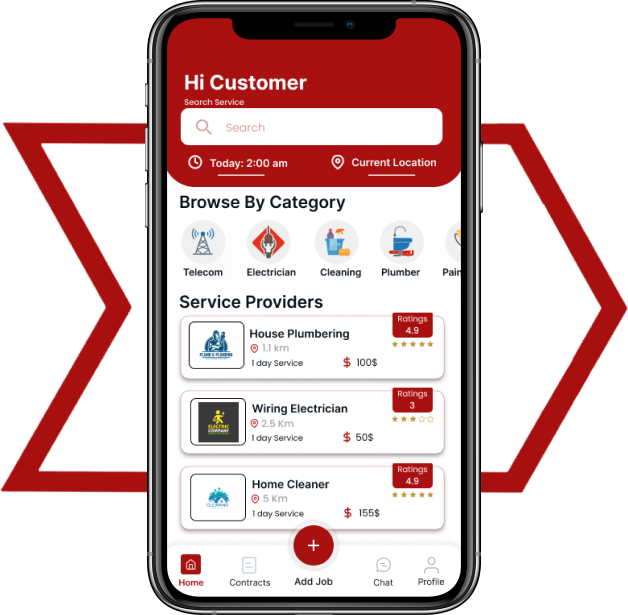 Hi Customer
Search Service
Search
Today: 2:00 am
Current Location
Browse By Category
Telecom
Electrician
Cleaning
Plumber
Pain
Service Providers
House Plumbering
1.1 km
1 day Service
$ 100$
Ratings
4.9
Wiring Electrician
2.5 Km
1 day Service
$ 50$
Ratings
3
ELECTRIC
COMPANY
Home Cleaner
5 Km
1 day Service
$ 155$
Ratings
4.9
+
Home
Contracts
Add Job
Chat
Profile